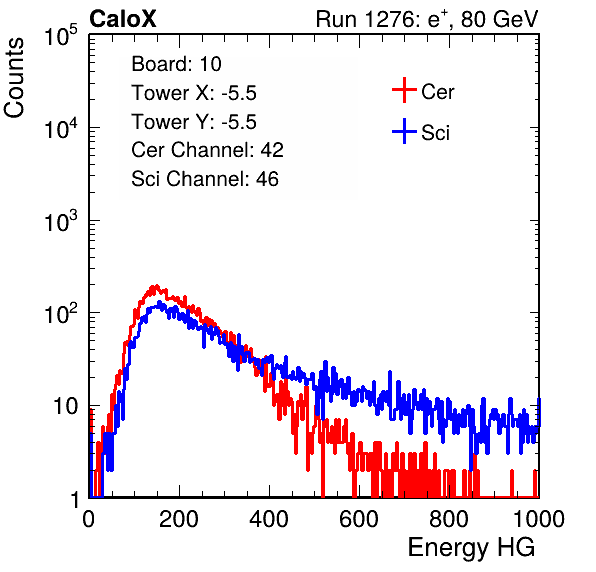 CaloX Run 1276: e⁺, 80 GeV
Counts
Board: 10
Tower X: -5.5
Tower Y: -5.5
Cer Channel: 42
Sci Channel: 46
Cer
Sci
10⁵
10⁴
10³
10²
10
1
0 200 400 600 800 1000
Energy HG